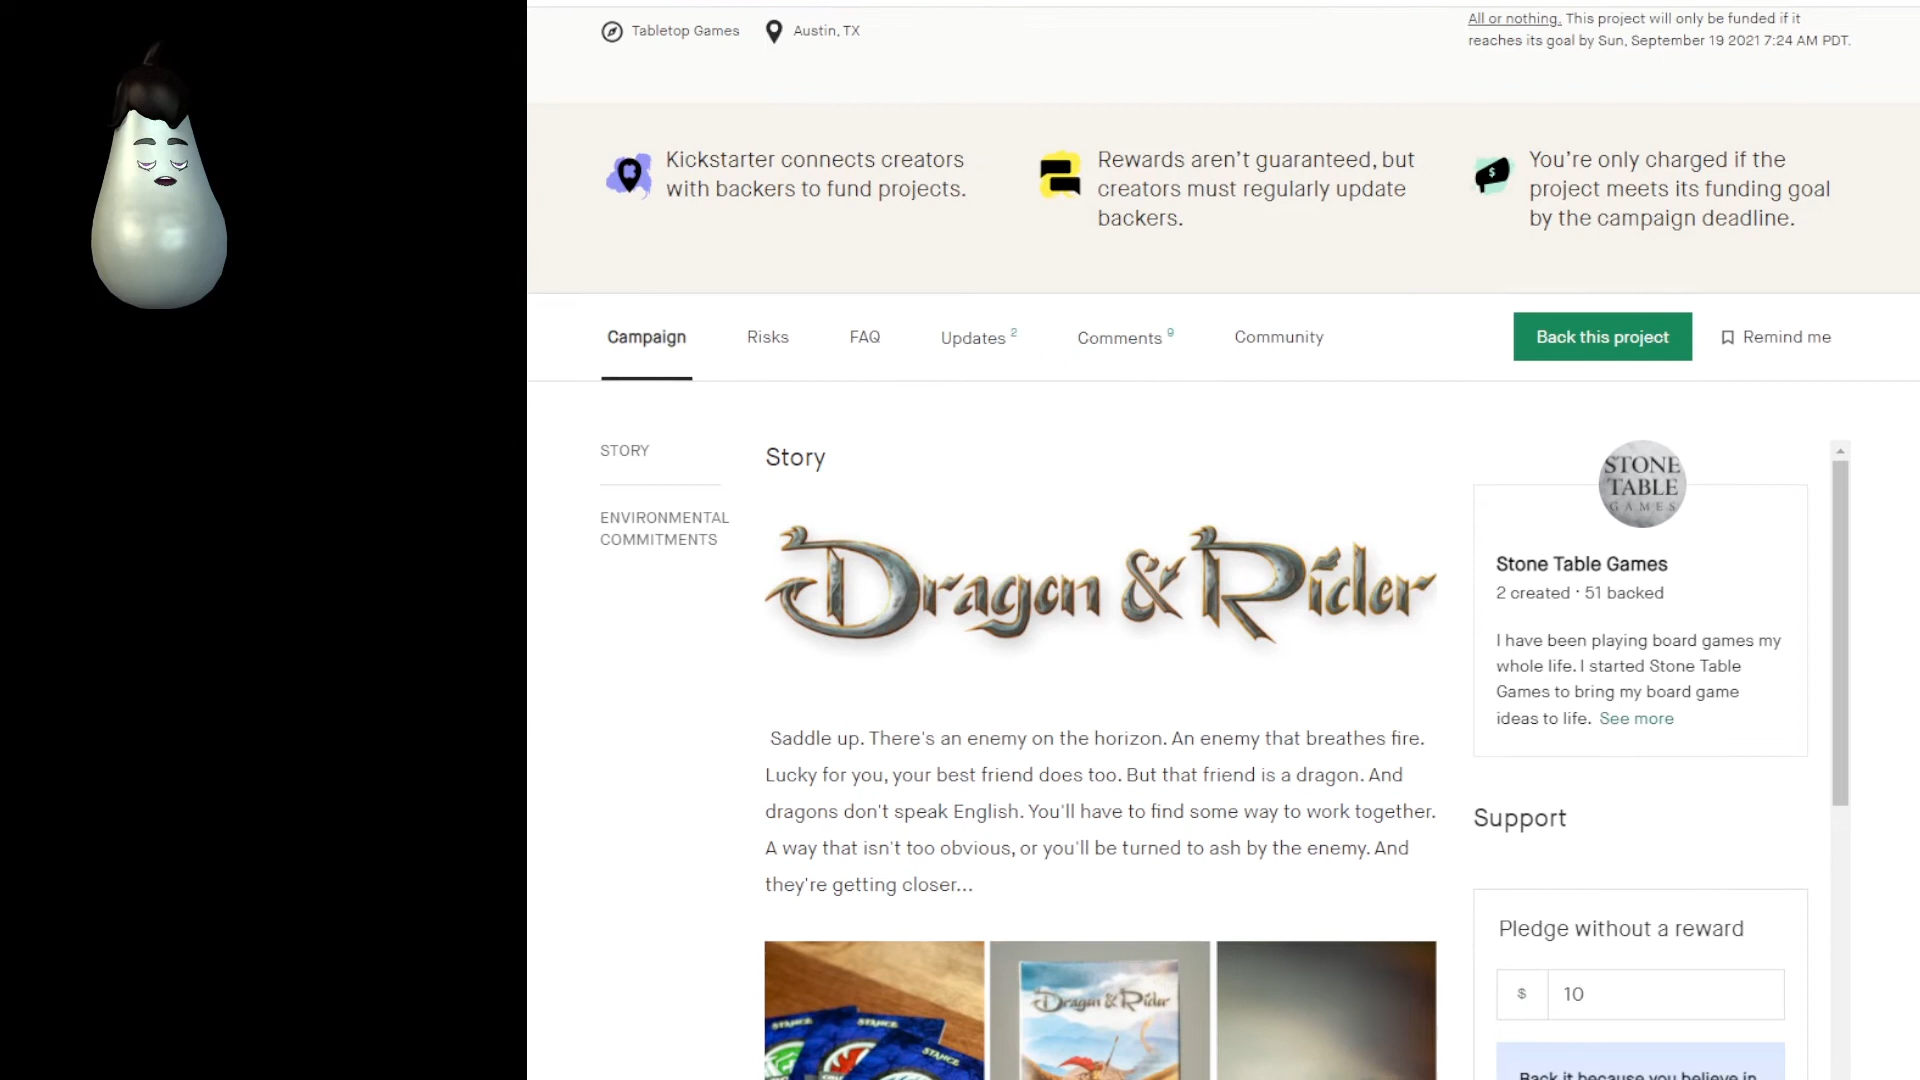 Tabletop Games
Austin, TX
All or nothing. This project will only be funded if it
reaches its goal by Sun, September 19 2021 7:24 AM PDT.
Kickstarter connects creators
with backers to fund projects.
Rewards aren't guaranteed, but
creators must regularly update
backers.
You're only charged if the
project meets its funding goal
by the campaign deadline.
Campaign
Risks
FAQ
Updates 2
Comments 9
Community
Back this project
Remind me
STORY
ENVIRONMENTAL
COMMITMENTS
Story
Dragon & Rider
Saddle up. There's an enemy on the horizon. An enemy that breathes fire.
Lucky for you, your best friend does too. But that friend is a dragon. And
dragons don't speak English. You'll have to find some way to work together.
A way that isn't too obvious, or you'll be turned to ash by the enemy. And
they're getting closer...
STANCE
STANCE
STANCE
Dragon & Rider
STONE
TABLE
GAMES
Stone Table Games
2 created · 51 backed
I have been playing board games my
whole life. I started Stone Table
Games to bring my board game
ideas to life. See more
Support
Pledge without a reward
$ 10
Back it because you believe in